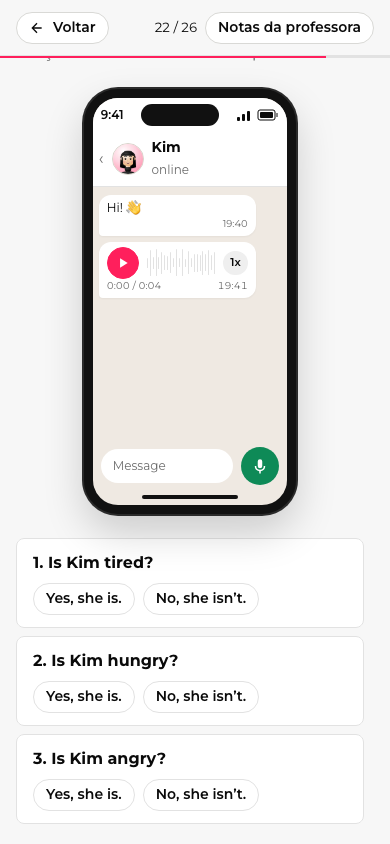 Voltar
22 / 26
Notas da professora
9:41
Kim
online
Hi! 👋
19:40
1x
0:00 / 0:04
19:41
Message
1. Is Kim tired?
Yes, she is.
No, she isn’t.
2. Is Kim hungry?
Yes, she is.
No, she isn’t.
3. Is Kim angry?
Yes, she is.
No, she isn’t.